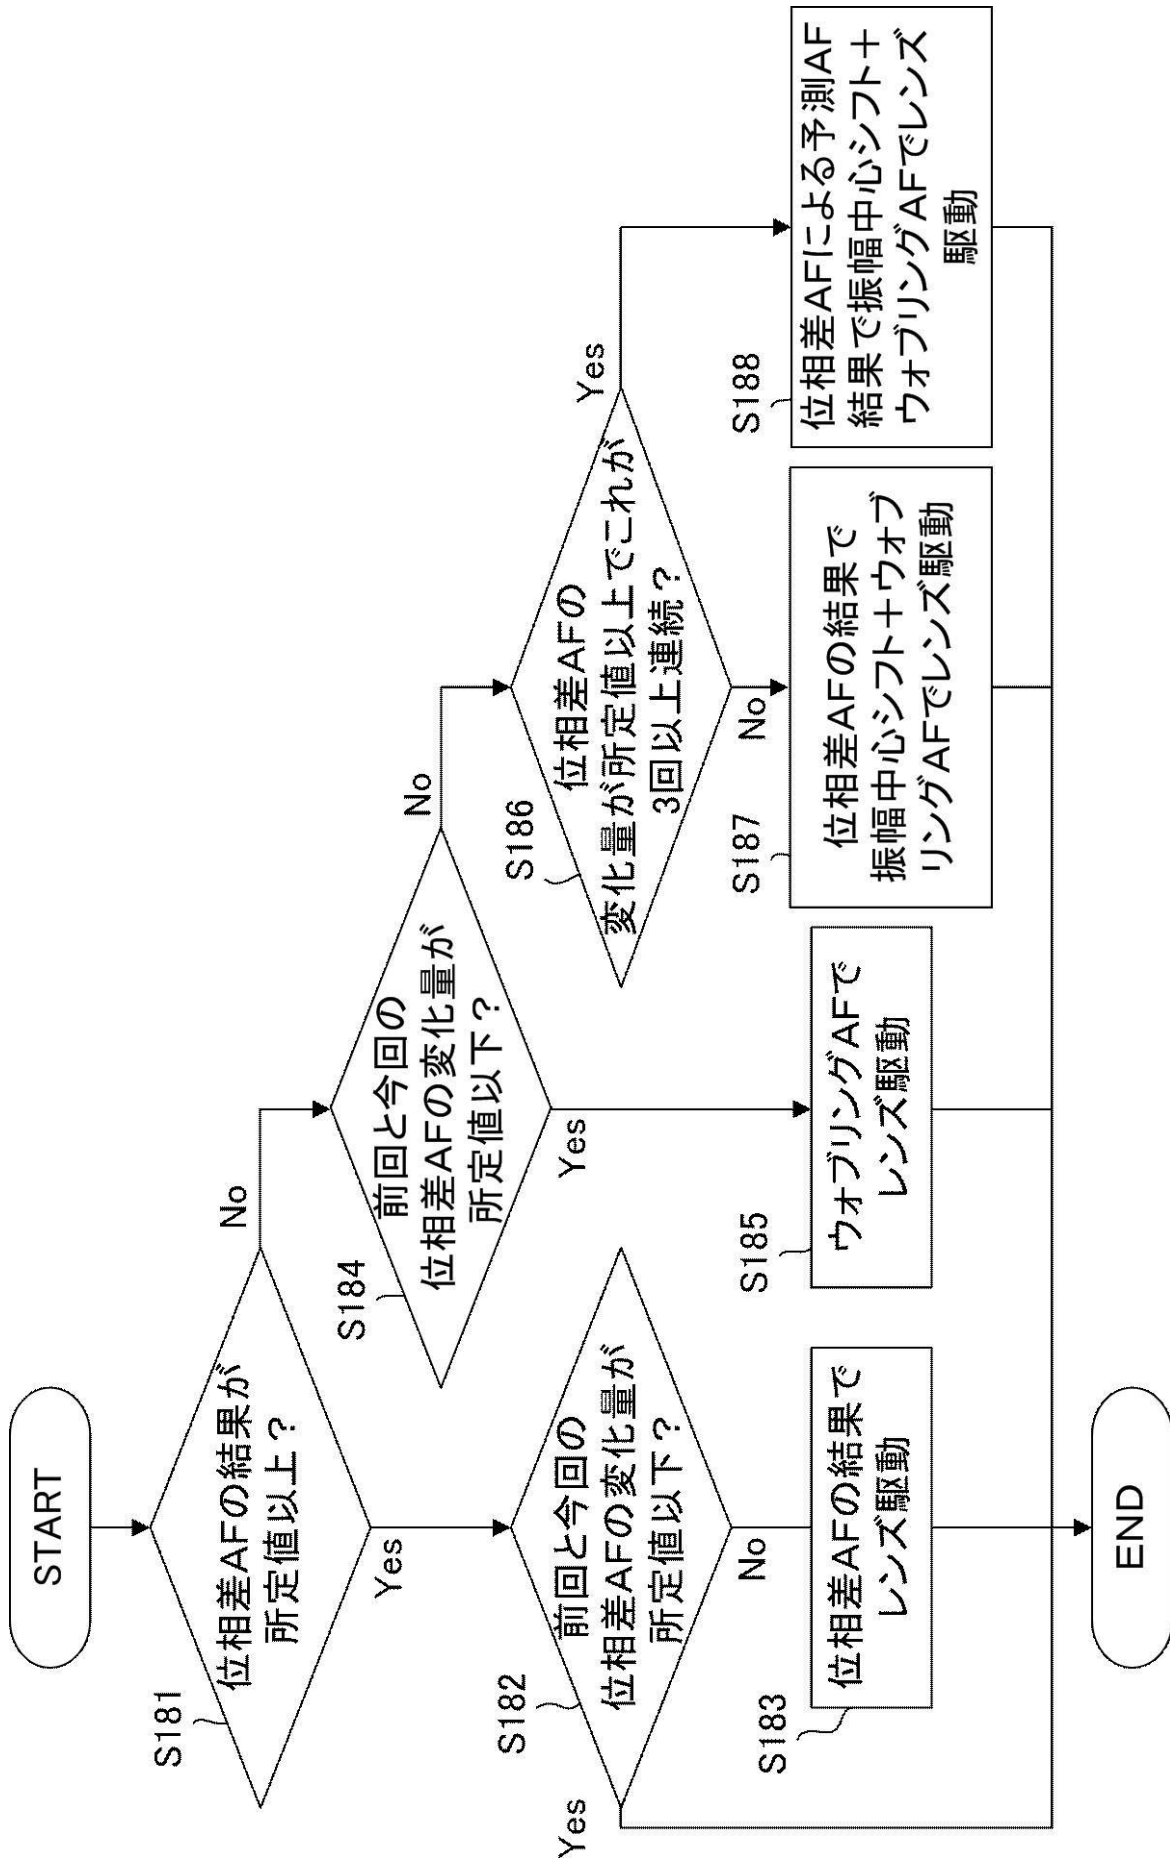 START
S181
位相差AFの結果が
所定値以上?
No
Yes
S182
前回と今回の
位相差AFの変化量が
所定値以下?
Yes
No
S183
位相差AFの結果で
レンズ駆動
S184
前回と今回の
位相差AFの変化量が
所定値以下?
No
Yes
S185
ウォブリングAFで
レンズ駆動
S186
位相差AFの
変化量が所定値以上でこれが
3回以上連続?
Yes
No
S187
位相差AFの結果で
振幅中心シフト+ウォブ
リングAFでレンズ駆動
S188
位相差AFによる予測AF
結果で振幅中心シフト+
ウォブリングAFでレンズ
駆動
END